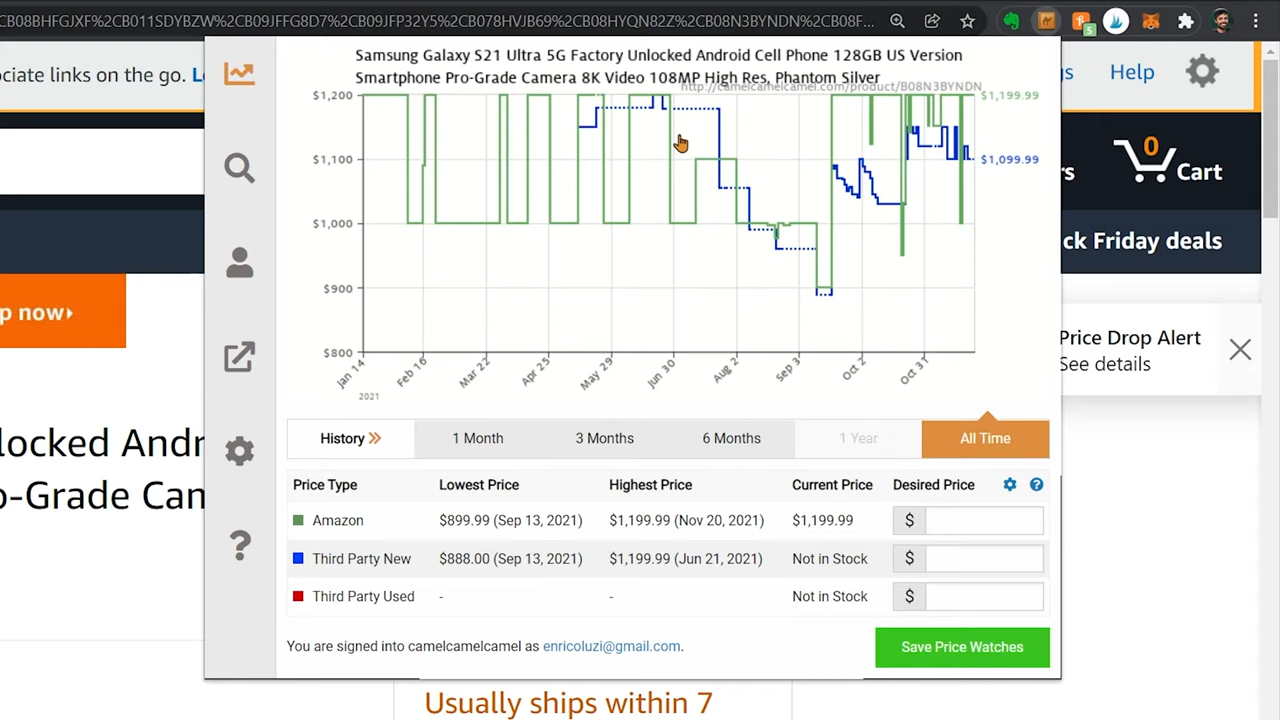 CB08BHFGJXF%2CB011SDYBZW%2CB09JFFG8D7%2CB09JFP32Y5%2CB078HVJB69%2CB08HYQN82Z%2CB08N3BYNDN%2CB08F...
5
ociate links on the go.
gs
Help
0
Cart
rs
ck Friday deals
p now
Price Drop Alert
See details
locked Andr
o-Grade Can
Samsung Galaxy S21 Ultra 5G Factory Unlocked Android Cell Phone 128GB US Version
Smartphone Pro-Grade Camera 8K Video 108MP High Res, Phantom Silver
http://camelcamelcamel.com/product/B08N3BYNDN
$1,200
$1,199.99
$1,100
$1,099.99
$1,000
$900
$800
Jan 14
Feb 16
Mar 22
Apr 25
May 29
Jun 30
Aug 2
Sep 3
Oct 2
Oct 31
2021
History
1 Month
3 Months
6 Months
1 Year
All Time
Price Type Lowest Price Highest Price Current Price Desired Price
Amazon $899.99 (Sep 13, 2021) $1,199.99 (Nov 20, 2021) $1,199.99 $
Third Party New $888.00 (Sep 13, 2021) $1,199.99 (Jun 21, 2021) Not in Stock $
Third Party Used - - Not in Stock $
You are signed into camelcamelcamel as enricoluzi@gmail.com.
Save Price Watches
Usually ships within 7